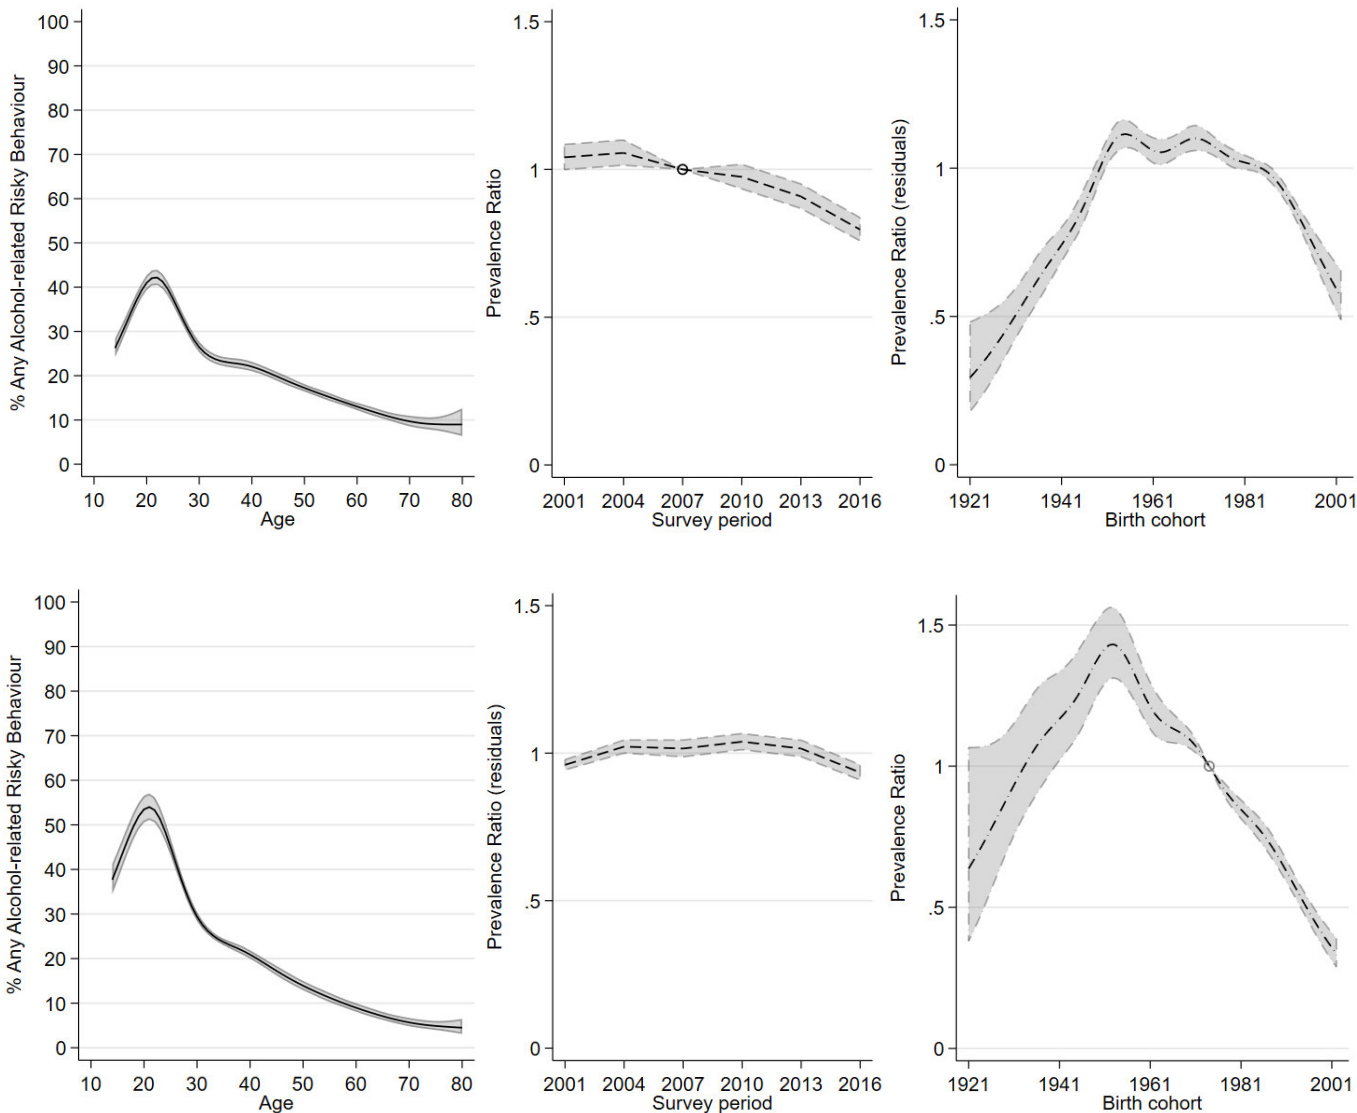 % Any Alcohol-related Risky Behaviour
100
90
80
70
60
50
40
30
20
10
0
10 20 30 40 50 60 70 80
Age
Prevalence Ratio
1.5
1
.5
0
2001 2004 2007 2010 2013 2016
Survey period
Prevalence Ratio (residuals)
1.5
1
.5
0
1921 1941 1961 1981 2001
Birth cohort
% Any Alcohol-related Risky Behaviour
100
90
80
70
60
50
40
30
20
10
0
10 20 30 40 50 60 70 80
Age
Prevalence Ratio (residuals)
1.5
1
.5
0
2001 2004 2007 2010 2013 2016
Survey period
Prevalence Ratio
1.5
1
.5
0
1921 1941 1961 1981 2001
Birth cohort